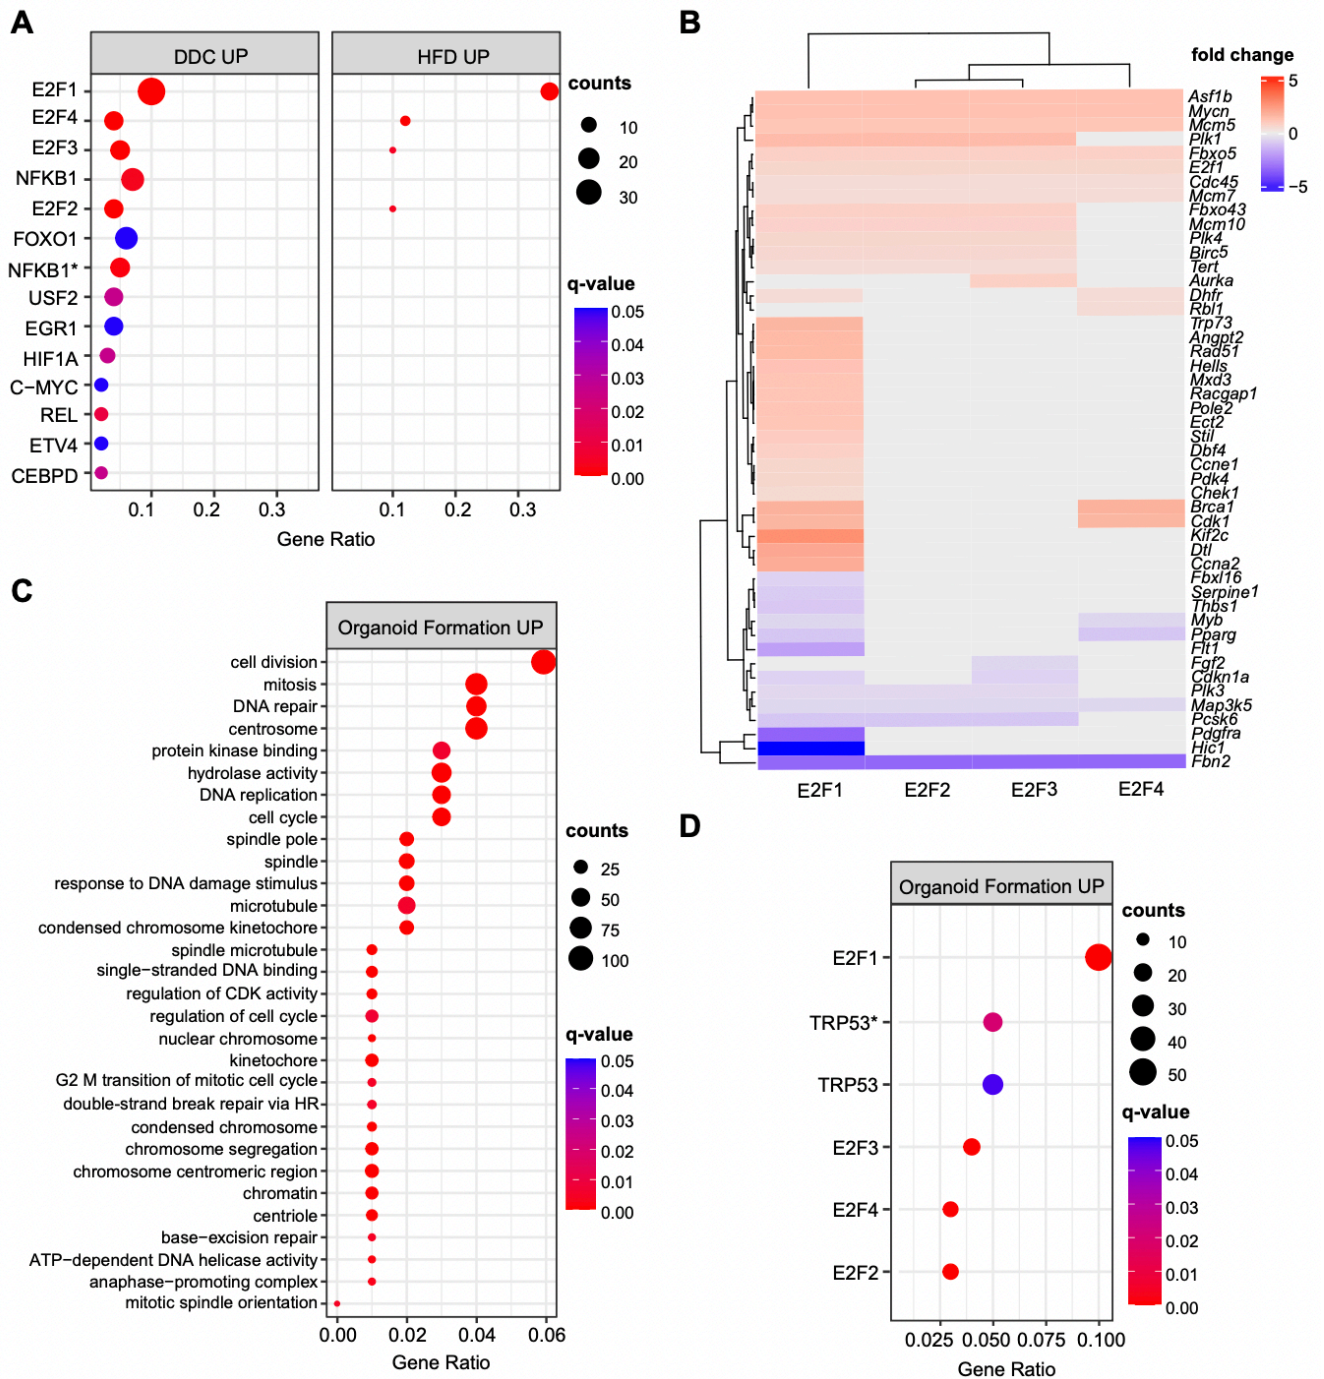 A
DDC UP
HFD UP
E2F1
E2F4
E2F3
NFKB1
E2F2
FOXO1
NFKB1*
USF2
EGR1
HIF1A
C−MYC
REL
ETV4
CEBPD
0.1 0.2 0.3
0.1 0.2 0.3
Gene Ratio
counts
10
20
30
q-value
0.05
0.04
0.03
0.02
0.01
0.00
B
fold change
5
0
−5
Asf1b
Mycn
Mcm5
Plk1
Fbxo5
E2f1
Cdc45
Mcm7
Fbxo43
Mcm10
Plk4
Birc5
Tert
Aurka
Dhfr
Rbl1
Trp73
Angpt2
Rad51
Hells
Mxd3
Racgap1
Pole2
Ect2
Stil
Dbf4
Ccne1
Pdk4
Chek1
Brca1
Cdk1
Kif2c
Dtl
Ccna2
Fbxl16
Serpine1
Thbs1
Myb
Pparg
Flt1
Fgf2
Cdkn1a
Plk3
Map3k5
Pcsk6
Pdgfra
Hic1
Fbn2
E2F1 E2F2 E2F3 E2F4
C
Organoid Formation UP
cell division
mitosis
DNA repair
centrosome
protein kinase binding
hydrolase activity
DNA replication
cell cycle
spindle pole
spindle
response to DNA damage stimulus
microtubule
condensed chromosome kinetochore
spindle microtubule
single−stranded DNA binding
regulation of CDK activity
regulation of cell cycle
nuclear chromosome
kinetochore
G2 M transition of mitotic cell cycle
double-strand break repair via HR
condensed chromosome
chromosome segregation
chromosome centromeric region
chromatin
centriole
base−excision repair
ATP−dependent DNA helicase activity
anaphase−promoting complex
mitotic spindle orientation
0.00 0.02 0.04 0.06
Gene Ratio
counts
25
50
75
100
q-value
0.05
0.04
0.03
0.02
0.01
0.00
D
Organoid Formation UP
E2F1
TRP53*
TRP53
E2F3
E2F4
E2F2
0.025 0.050 0.075 0.100
Gene Ratio
counts
10
20
30
40
50
q-value
0.05
0.04
0.03
0.02
0.01
0.00